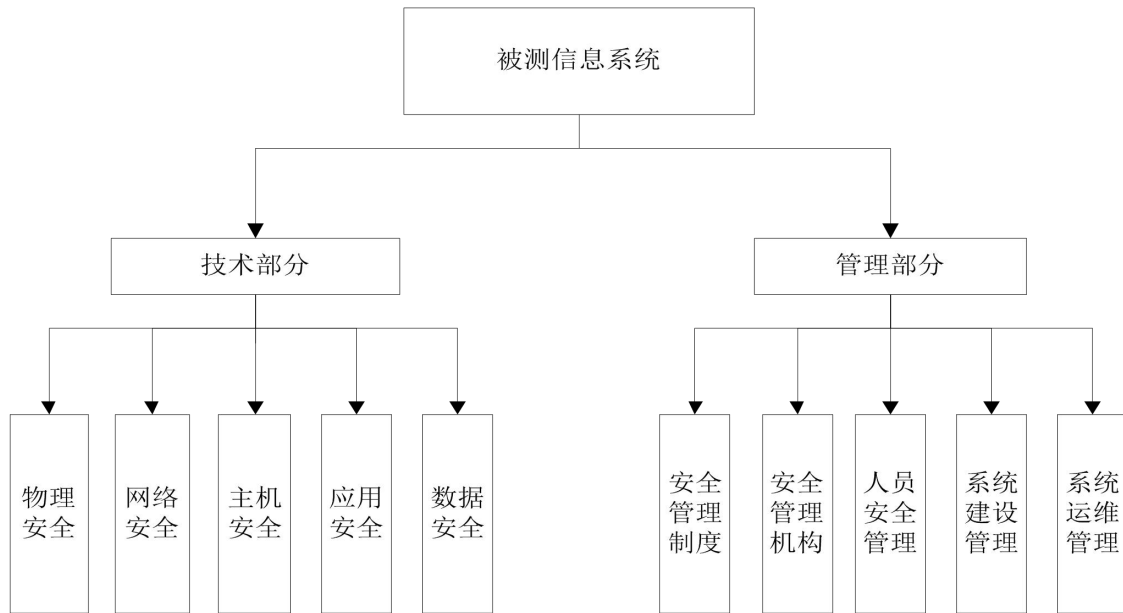 被测信息系统
技术部分
管理部分
物理
安全
网络
安全
主机
安全
应用
安全
数据
安全
安全
管理
制度
安全
管理
机构
人员
安全
管理
系统
建设
管理
系统
运维
管理